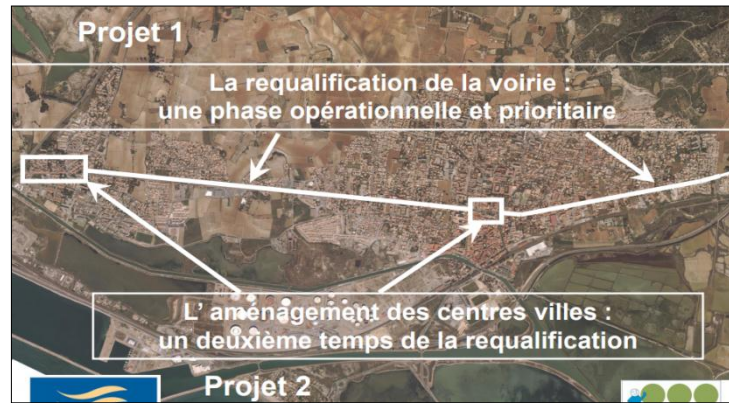 Projet 1
La requalification de la voirie :
une phase opérationnelle et prioritaire
L' aménagement des centres villes :
un deuxième temps de la requalification
Projet 2